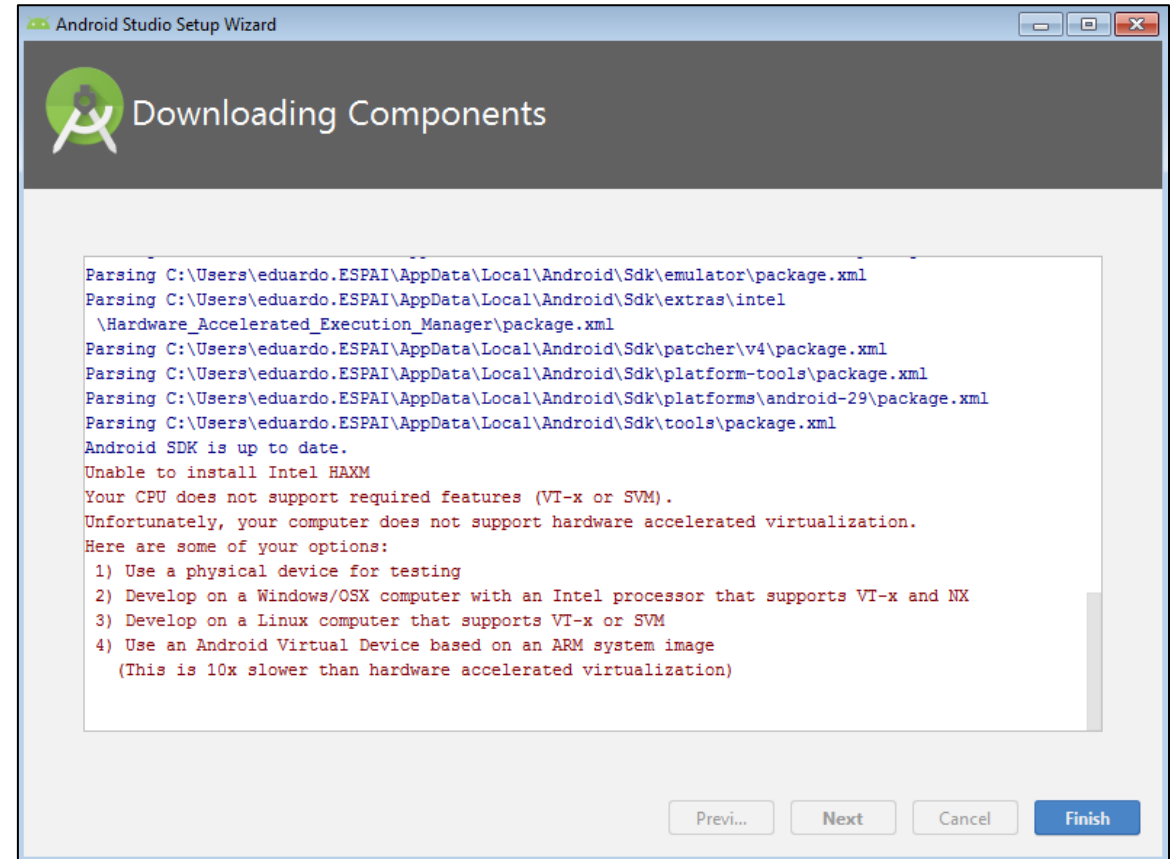 Android Studio Setup Wizard
Downloading Components
Parsing C:\Users\eduardo.ESPAI\AppData\Local\Android\Sdk\emulator\package.xml
Parsing C:\Users\eduardo.ESPAI\AppData\Local\Android\Sdk\extras\intel
\Hardware_Accelerated_Execution_Manager\package.xml
Parsing C:\Users\eduardo.ESPAI\AppData\Local\Android\Sdk\patcher\v4\package.xml
Parsing C:\Users\eduardo.ESPAI\AppData\Local\Android\Sdk\platform-tools\package.xml
Parsing C:\Users\eduardo.ESPAI\AppData\Local\Android\Sdk\platforms\android-29\package.xml
Parsing C:\Users\eduardo.ESPAI\AppData\Local\Android\Sdk\tools\package.xml
Android SDK is up to date.
Unable to install Intel HAXM
Your CPU does not support required features (VT-x or SVM).
Unfortunately, your computer does not support hardware accelerated virtualization.
Here are some of your options:
1) Use a physical device for testing
2) Develop on a Windows/OSX computer with an Intel processor that supports VT-x and NX
3) Develop on a Linux computer that supports VT-x or SVM
4) Use an Android Virtual Device based on an ARM system image
(This is 10x slower than hardware accelerated virtualization)
Previ... Next Cancel Finish